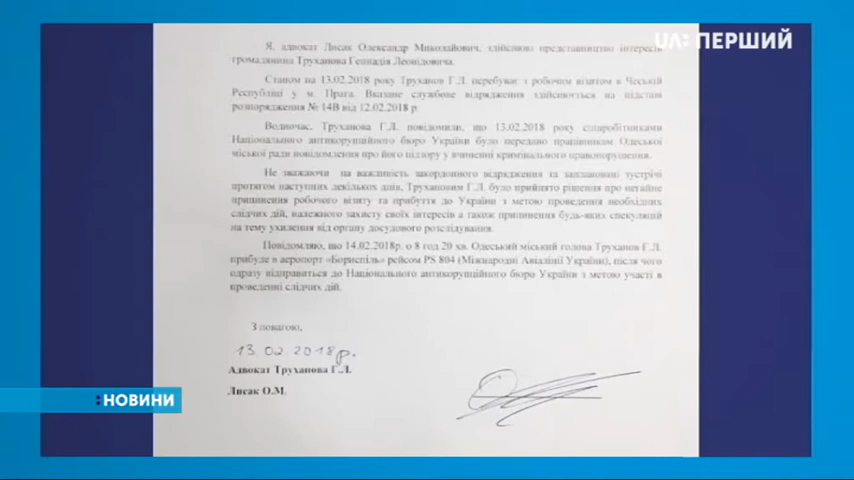 UA: ПЕРШИЙ
Я, адвокат Лисак Олександр Миколайович, здійснюю представництво інтересів
громадянина Труханова Геннадія Леонідовича.
Станом на 13.02.2018 року Труханов Г.Л. перебуває з робочим візитом в Чеській
Республіці у м. Прага. Вказане службове відрядження здійснюється на підставі
розпорядження № 14В від 12.02.2018 р.
Водночас, Труханова Г.Л. повідомили, що 13.02.2018 року співробітниками
Національного антикорупційного бюро України було передано працівникам Одеської
міської ради повідомлення про його підозру у вчиненні кримінального правопорушення.
Не зважаючи на важливість закордонного відрядження та заплановані зустрічі
протягом наступних декількох днів, Трухановим Г.Л. було прийнято рішення про негайне
припинення робочого візиту та прибуття до України з метою проведення необхідних
слідчих дій, належного захисту своїх інтересів а також припинення будь-яких спекуляцій
на тему ухилення від органу досудового розслідування.
Повідомляю, що 14.02.2018р. о 8 год 20 хв. Одеський міський голова Труханов Г.Л.
прибуде в аеропорт «Бориспіль» рейсом PS 804 (Міжнародні Авіалінії України), після чого
одразу відправиться до Національного антикорупційного бюро України з метою участі в
проведенні слідчих дій.
З повагою,
13.02.2018р.
Адвокат Труханова Г.Л.
Лисак О.М.
:НОВИНИ